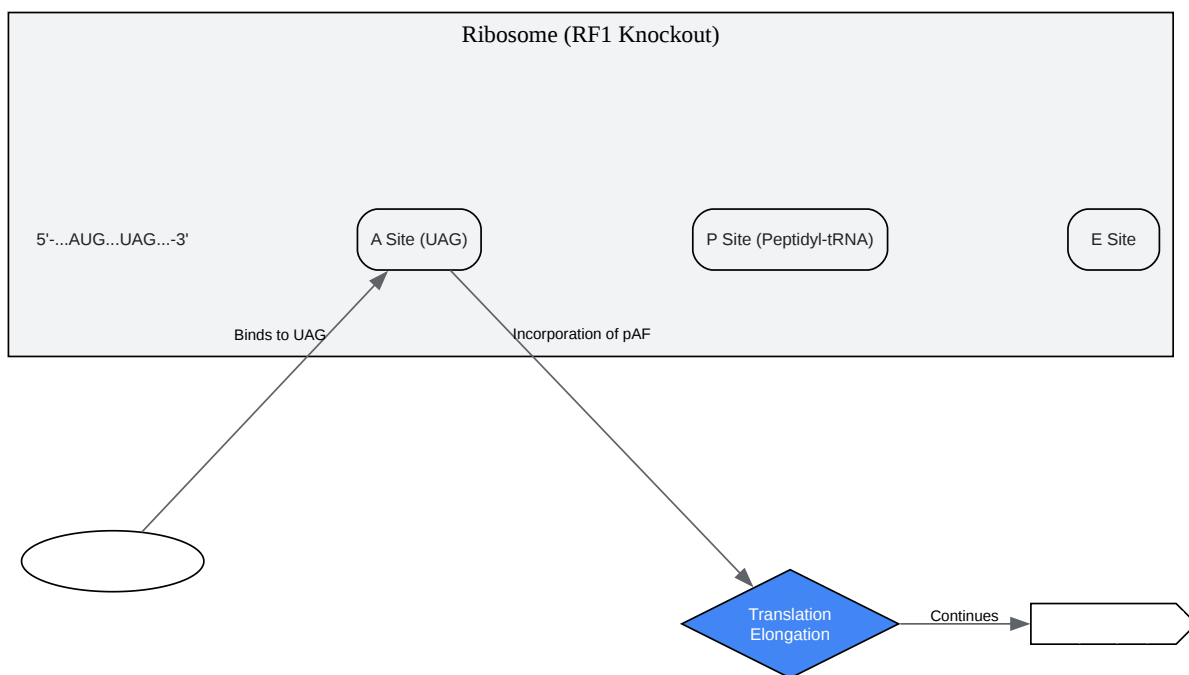 Ribosome (RF1 Knockout)
5'-...AUG...UAG...-3'
A Site (UAG)
P Site (Peptidyl-tRNA)
E Site
Binds to UAG
Incorporation of pAF
Translation
Elongation
Continues